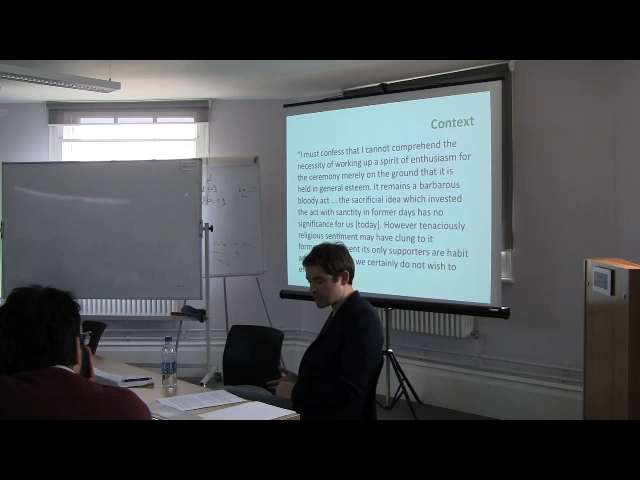 Context
"I must confess that I cannot comprehend the
necessity of working up a spirit of enthusiasm for
the ceremony merely on the ground that it is
held in general esteem. It remains a barbarous
bloody act ... the sacrificial idea which invested
the act with sanctity in former days has no
significance for us [today]. However tenaciously
religious sentiment may have clung to it
its only supporters are habit
we certainly do not wish to